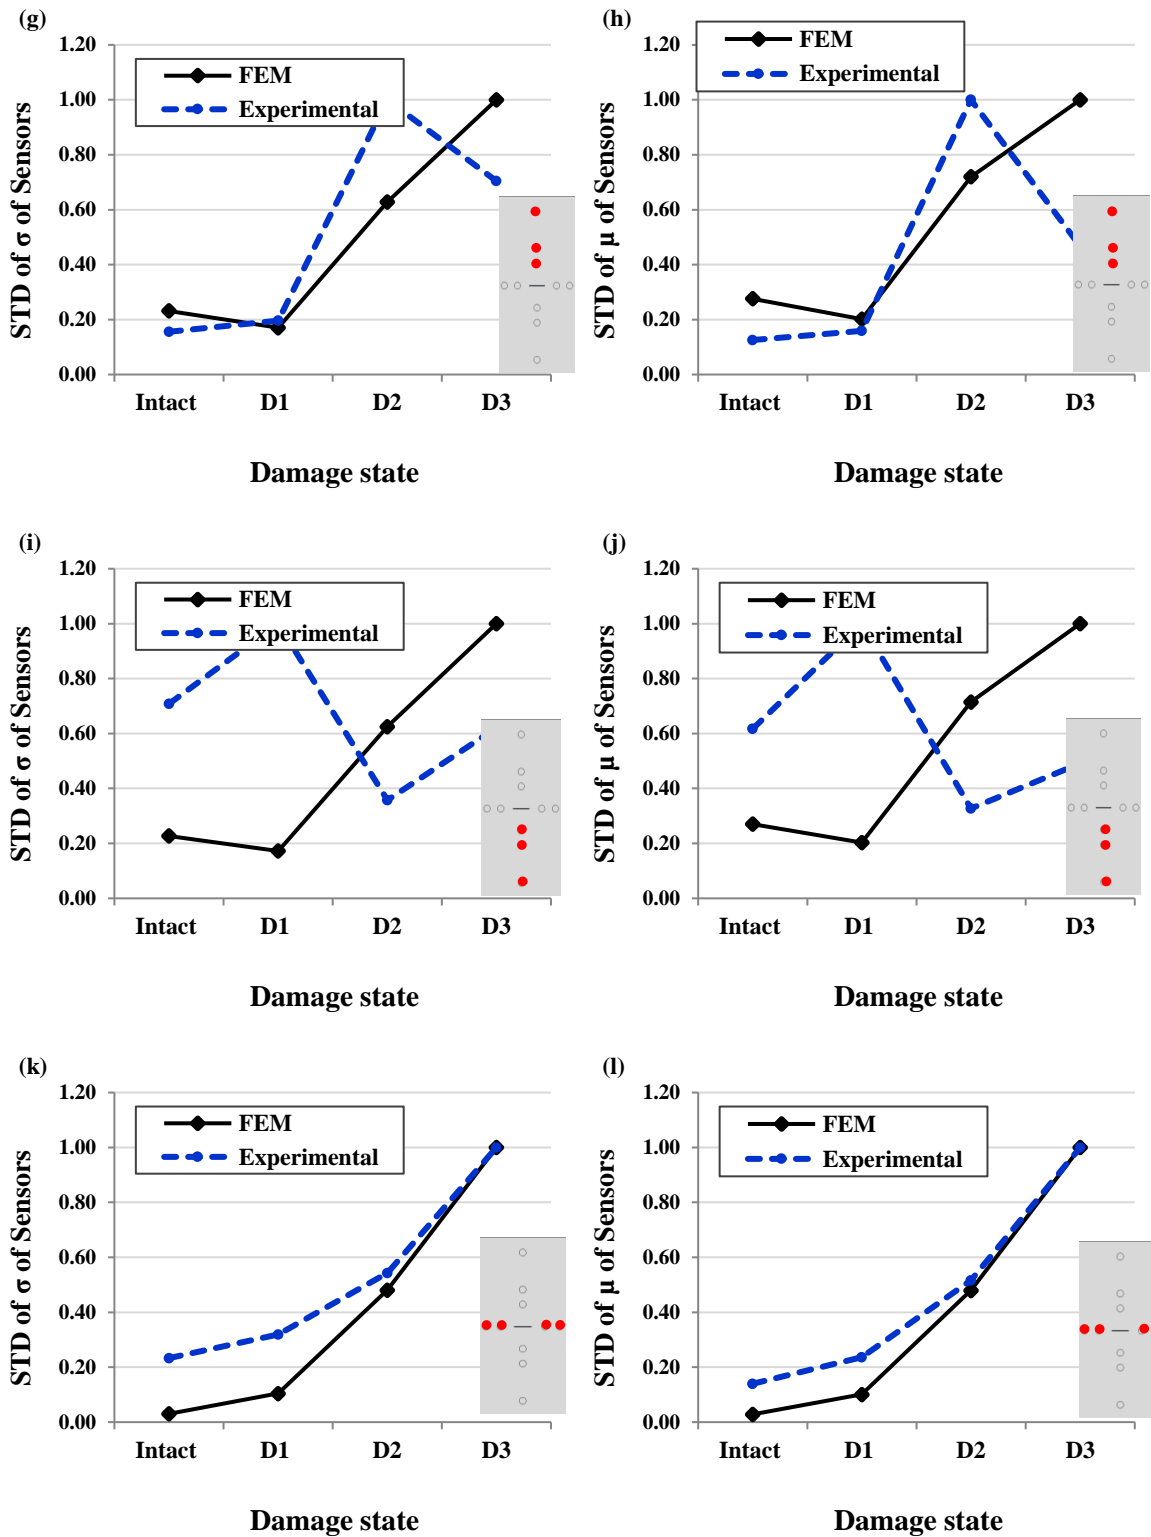 (g)
STD of σ of Sensors
1.20
1.00
0.80
0.60
0.40
0.20
0.00
FEM
Experimental
Intact D1 D2 D3
Damage state
(h)
STD of μ of Sensors
1.20
1.00
0.80
0.60
0.40
0.20
0.00
FEM
Experimental
Intact D1 D2 D3
Damage state
(i)
STD of σ of Sensors
1.20
1.00
0.80
0.60
0.40
0.20
0.00
FEM
Experimental
Intact D1 D2 D3
Damage state
(j)
STD of μ of Sensors
1.20
1.00
0.80
0.60
0.40
0.20
0.00
FEM
Experimental
Intact D1 D2 D3
Damage state
(k)
STD of σ of Sensors
1.20
1.00
0.80
0.60
0.40
0.20
0.00
FEM
Experimental
Intact D1 D2 D3
Damage state
(l)
STD of μ of Sensors
1.20
1.00
0.80
0.60
0.40
0.20
0.00
FEM
Experimental
Intact D1 D2 D3
Damage state